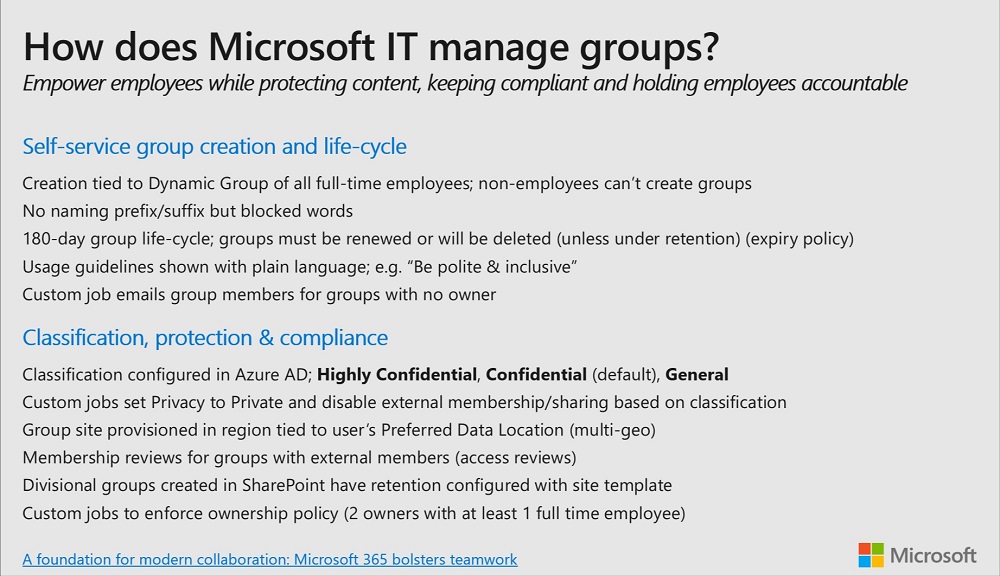 How does Microsoft IT manage groups?
Empower employees while protecting content, keeping compliant and holding employees accountable
Self-service group creation and life-cycle
Creation tied to Dynamic Group of all full-time employees; non-employees can’t create groups
No naming prefix/suffix but blocked words
180-day group life-cycle; groups must be renewed or will be deleted (unless under retention) (expiry policy)
Usage guidelines shown with plain language; e.g. “Be polite & inclusive”
Custom job emails group members for groups with no owner
Classification, protection & compliance
Classification configured in Azure AD; Highly Confidential, Confidential (default), General
Custom jobs set Privacy to Private and disable external membership/sharing based on classification
Group site provisioned in region tied to user’s Preferred Data Location (multi-geo)
Membership reviews for groups with external members (access reviews)
Divisional groups created in SharePoint have retention configured with site template
Custom jobs to enforce ownership policy (2 owners with at least 1 full time employee)
A foundation for modern collaboration: Microsoft 365 bolsters teamwork
Microsoft